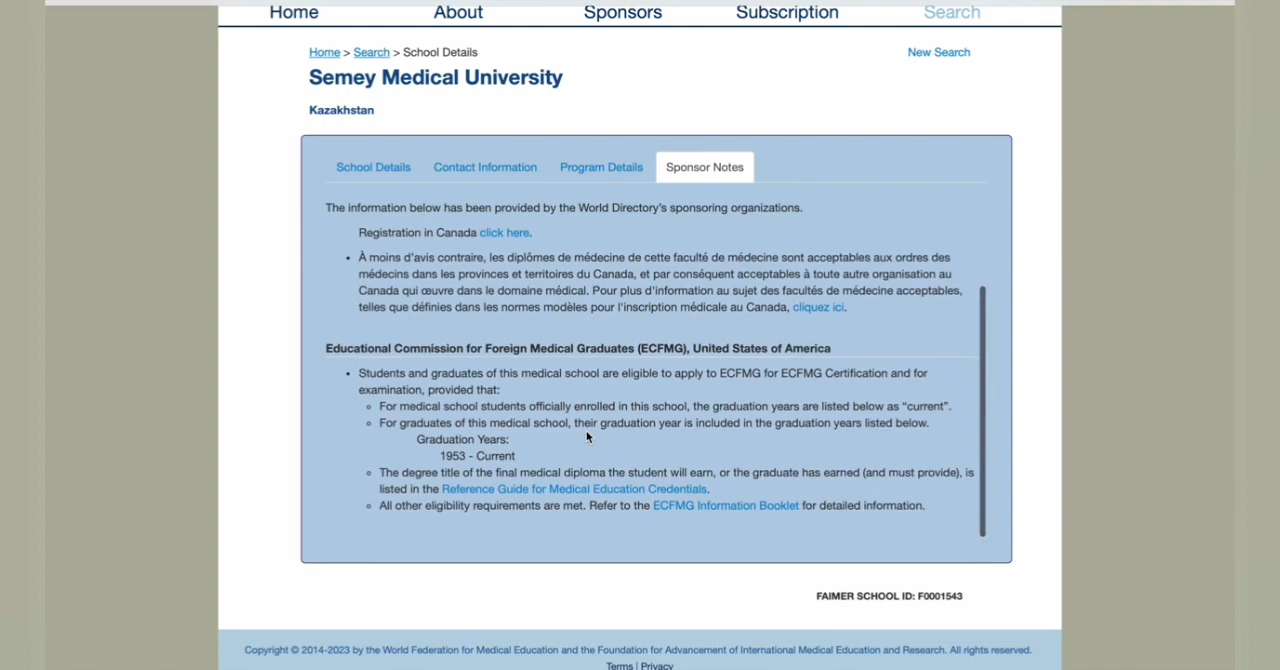 Home About Sponsors Subscription Search
Home > Search > School Details New Search
Semey Medical University
Kazakhstan
School Details Contact Information Program Details Sponsor Notes
The information below has been provided by the World Directory's sponsoring organizations.
Registration in Canada click here.
• À moins d'avis contraire, les diplômes de médecine de cette faculté de médecine sont acceptables aux ordres des
médecins dans les provinces et territoires du Canada, et par conséquent acceptables à toute autre organisation au
Canada qui œuvre dans le domaine médical. Pour plus d'information au sujet des facultés de médecine acceptables,
telles que définies dans les normes modèles pour l'inscription médicale au Canada, cliquez ici.
Educational Commission for Foreign Medical Graduates (ECFMG), United States of America
• Students and graduates of this medical school are eligible to apply to ECFMG for ECFMG Certification and for
examination, provided that:
◦ For medical school students officially enrolled in this school, the graduation years are listed below as “current”.
◦ For graduates of this medical school, their graduation year is included in the graduation years listed below.
Graduation Years:
1953 - Current
◦ The degree title of the final medical diploma the student will earn, or the graduate has earned (and must provide), is
listed in the Reference Guide for Medical Education Credentials.
◦ All other eligibility requirements are met. Refer to the ECFMG Information Booklet for detailed information.
FAIMER SCHOOL ID: F0001543
Copyright © 2014-2023 by the World Federation for Medical Education and the Foundation for Advancement of International Medical Education and Research. All rights reserved.
Terms | Privacy